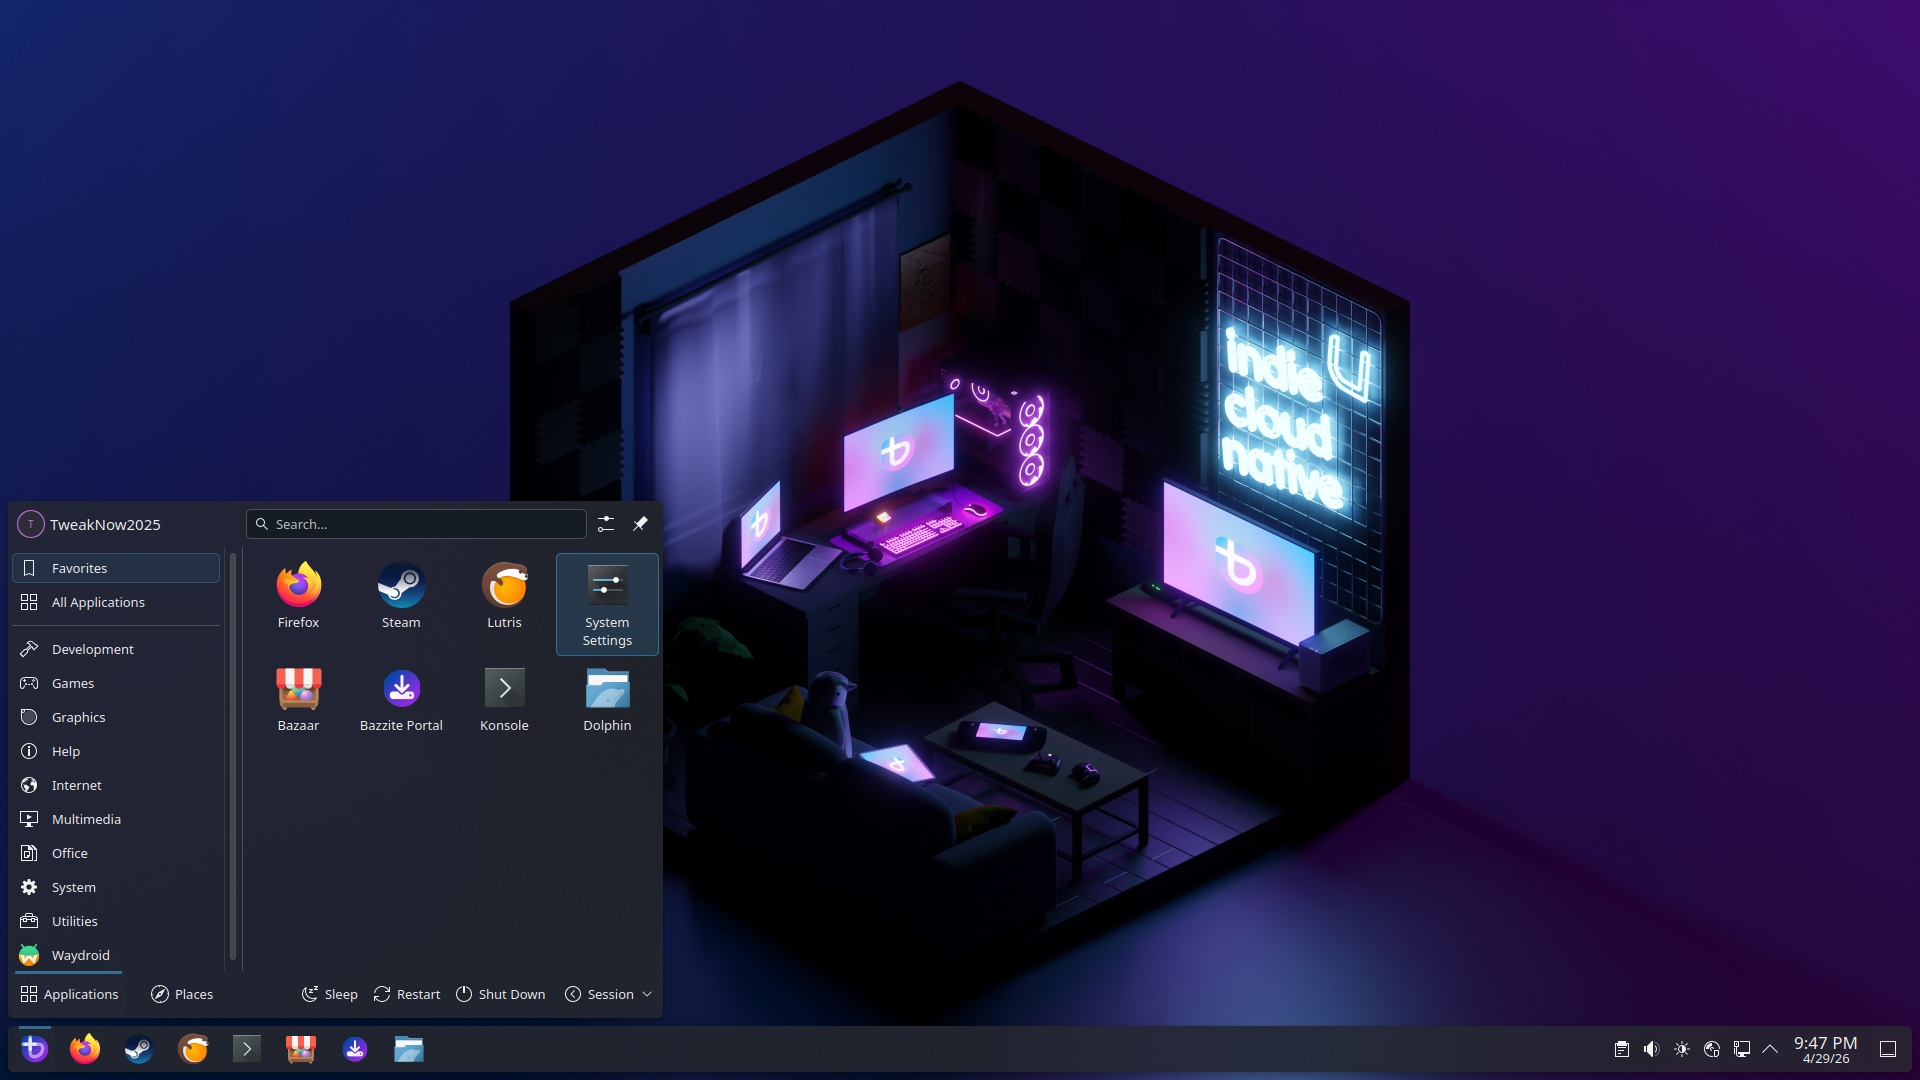 indie
cloud
native
T
TweakNow2025
Search...
Favorites
All Applications
Development
Games
Graphics
Help
Internet
Multimedia
Office
System
Utilities
Waydroid
Firefox
Steam
Lutris
System
Settings
Bazaar
Bazzite Portal
Konsole
Dolphin
Applications
Places
Sleep
Restart
Shut Down
Session
9:47 PM
4/29/26